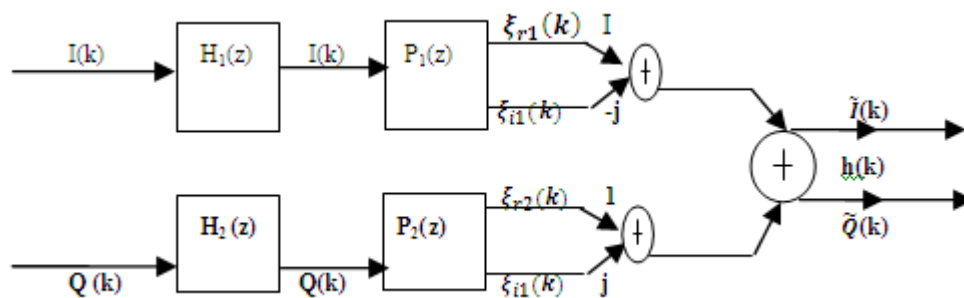 ξr1(k) I
I(k) H1(z) I(k) P1(z) +
ξi1(k) -j
Ĩ(k)
+ h(k)
ξr2(k) 1
H2 (z) P2(z) + Q̃(k)
Q (k) Q(k) ξi1(k) j